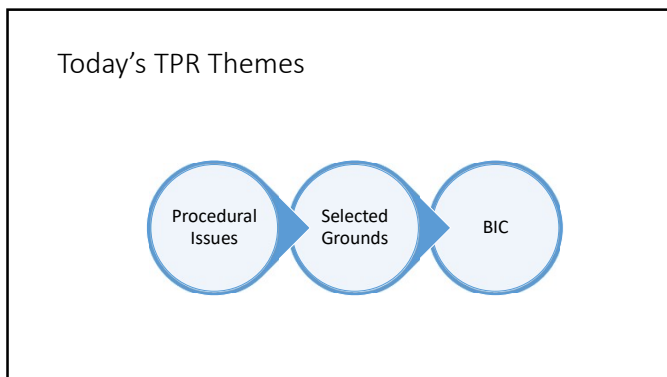 Today’s TPR Themes
Procedural
Issues
Selected
Grounds
BIC